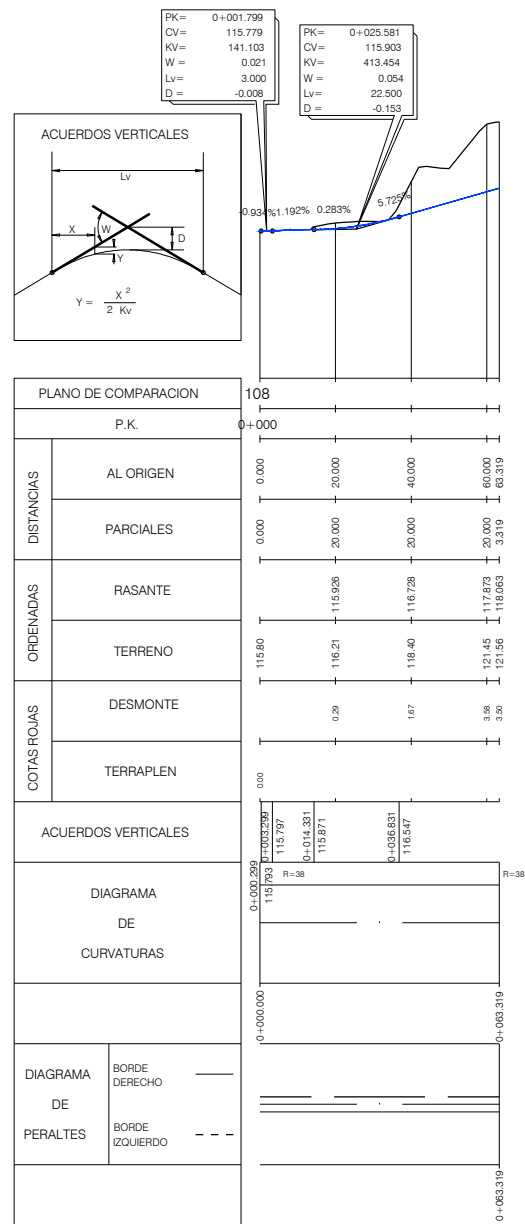 PK= 0+001.799
CV= 115.779
KV= 141.103
W = 0.021
Lv= 3.000
D = -0.008
PK= 0+025.581
CV= 115.903
KV= 413.454
W = 0.054
Lv= 22.500
D = -0.153
ACUERDOS VERTICALES
Lv
X
W
D
Y
Y = X 2
2 Kv
-0.934% 1.192% 0.283% 5.725%
PLANO DE COMPARACION 108
P.K. 0+000
DISTANCIAS
AL ORIGEN 0.000 20.000 40.000 60.000 63.319
PARCIALES 0.000 20.000 20.000 20.000 3.319
ORDENADAS
RASANTE 115.926 116.728 117.873 118.063
TERRENO 115.80 116.21 118.40 121.45 121.56
COTAS ROJAS
DESMONTE 0.29 1.67 3.58 3.50
TERRAPLEN 0.00
ACUERDOS VERTICALES
0+000.299 115.793
0+003.299 115.797
0+014.331 115.871
0+036.831 116.547
DIAGRAMA
DE
CURVATURAS
R=38 R=38
0+000.000 0+063.319
DIAGRAMA
DE
PERALTES
BORDE
DERECHO
BORDE
IZQUIERDO
0+063.319